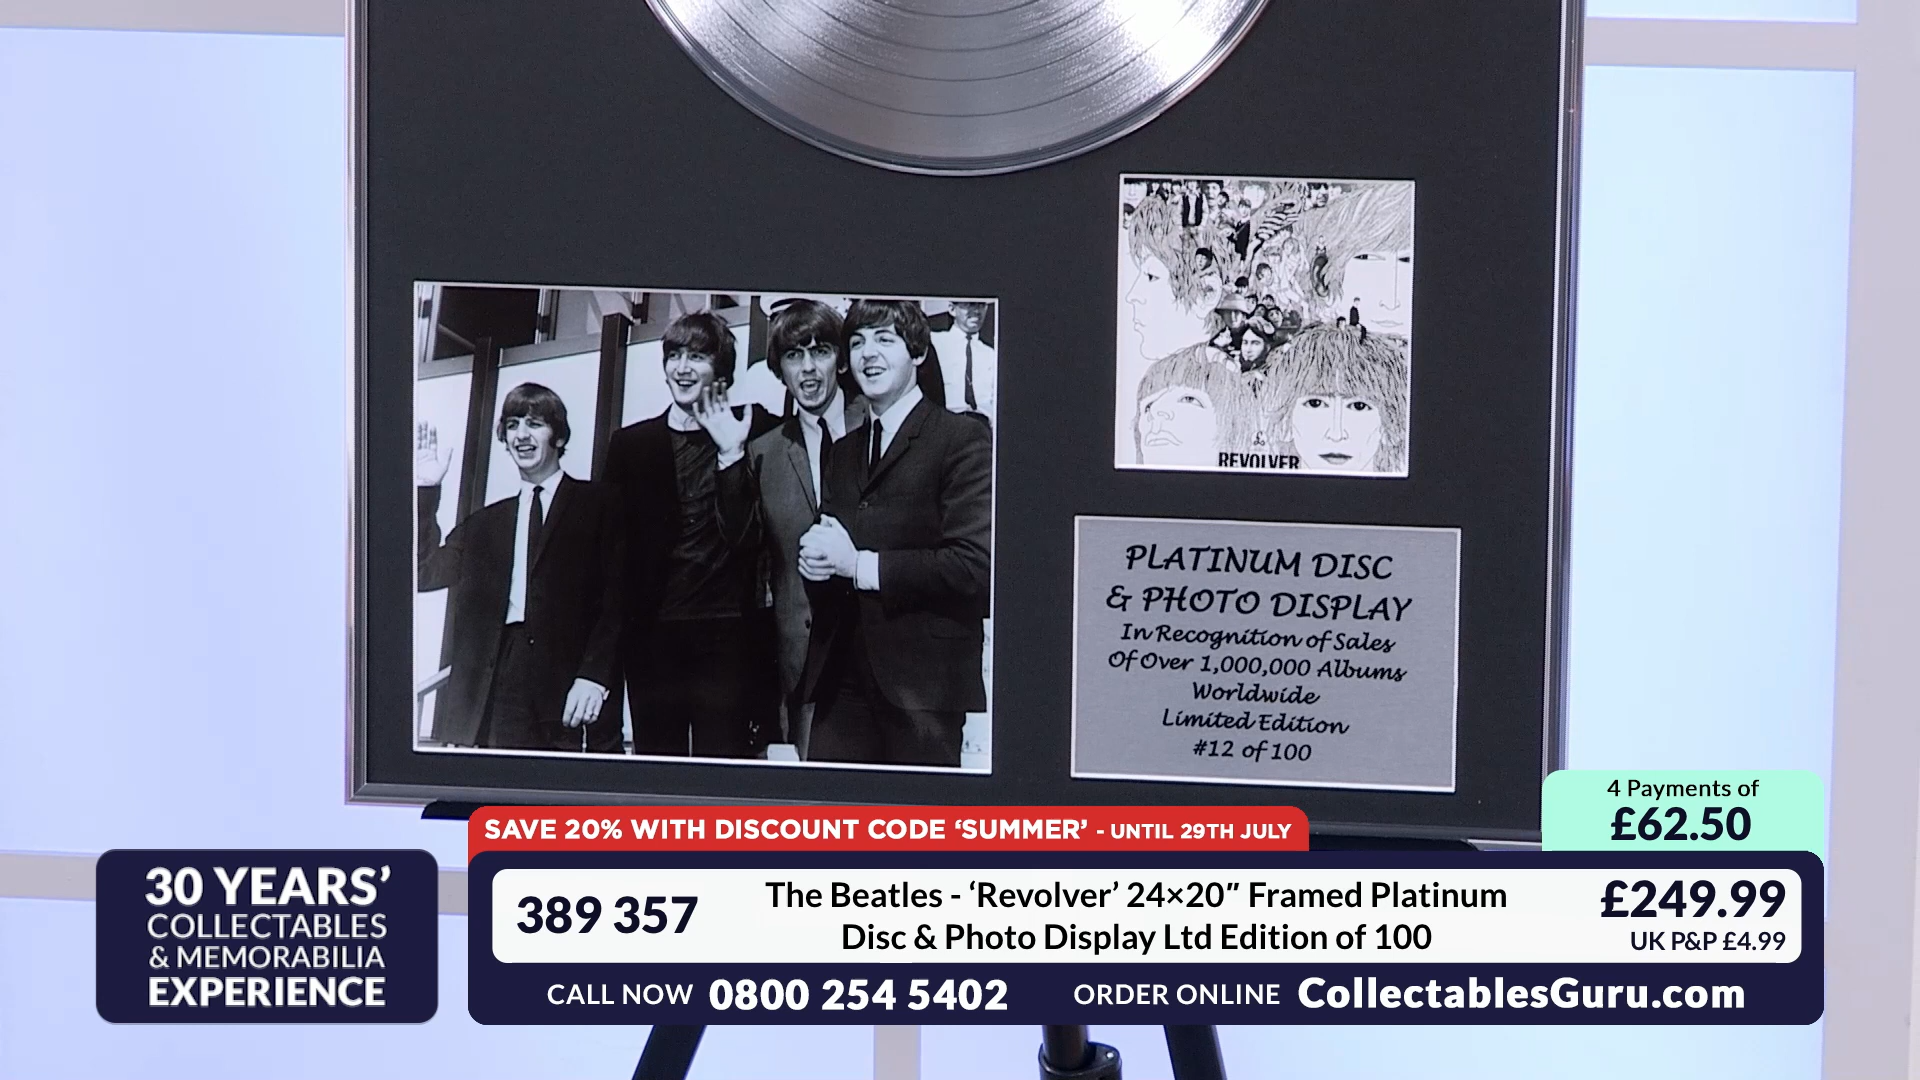 REVOLVER
PLATINUM DISC
& PHOTO DISPLAY
In Recognition of Sales
Of Over 1,000,000 Albums
Worldwide
Limited Edition
#12 of 100
4 Payments of
£62.50
SAVE 20% WITH DISCOUNT CODE ‘SUMMER’ - UNTIL 29TH JULY
30 YEARS’
COLLECTABLES
& MEMORABILIA
EXPERIENCE
389 357
The Beatles - ‘Revolver’ 24×20″ Framed Platinum
Disc & Photo Display Ltd Edition of 100
£249.99
UK P&P £4.99
CALL NOW 0800 254 5402
ORDER ONLINE CollectablesGuru.com